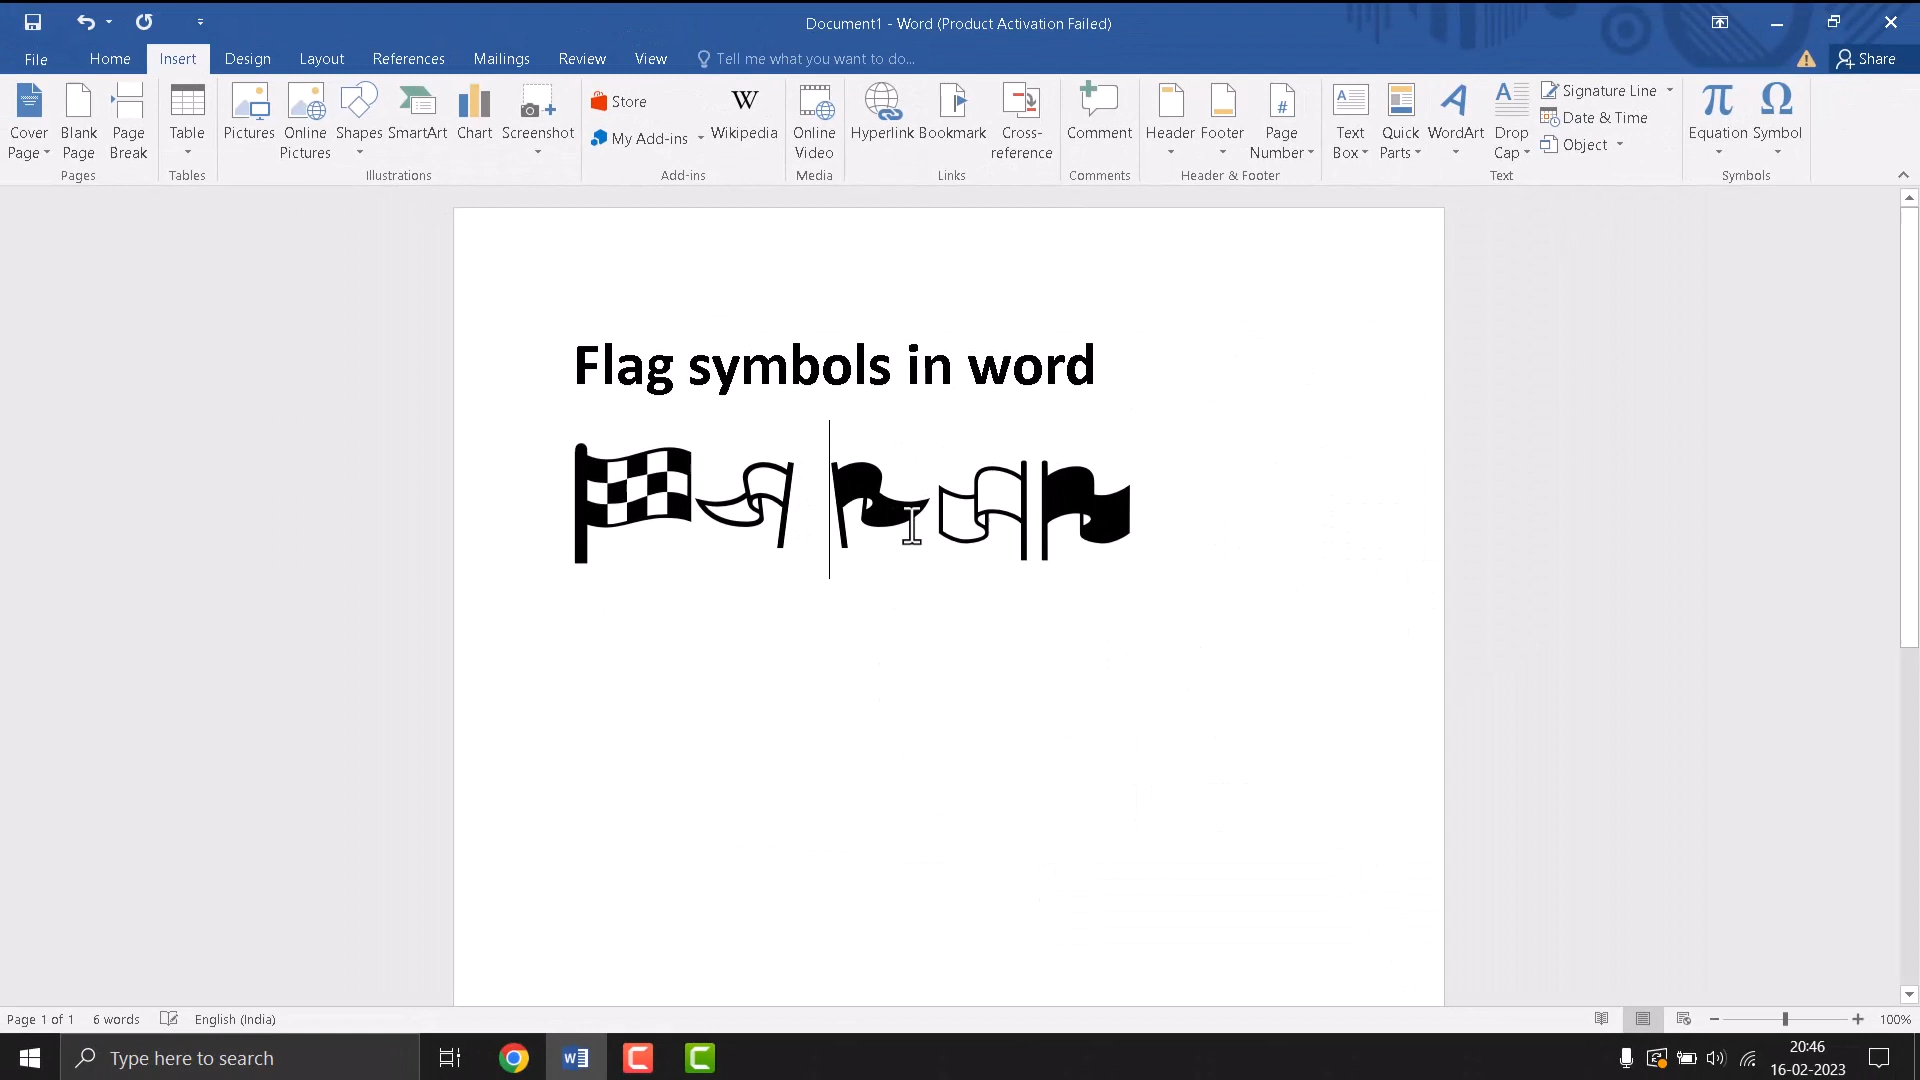 Document1 - Word (Product Activation Failed)
File Home Insert Design Layout References Mailings Review View Tell me what you want to do... Share
Cover Page
Blank Page
Page Break
Pages
Table
Tables
Pictures
Online Pictures
Shapes
SmartArt
Chart
Screenshot
Illustrations
Store
My Add-ins
W
Wikipedia
Add-ins
Online Video
Media
Hyperlink
Bookmark
Cross-reference
Links
Comment
Comments
Header
Footer
#
Page Number
Header & Footer
A
Text Box
Quick Parts
A
WordArt
A
Drop Cap
Signature Line
Date & Time
Object
Text
π
Equation
Ω
Symbol
Symbols
Flag symbols in word
Page 1 of 1 6 words English (India) 100%
Type here to search
20:46
16-02-2023